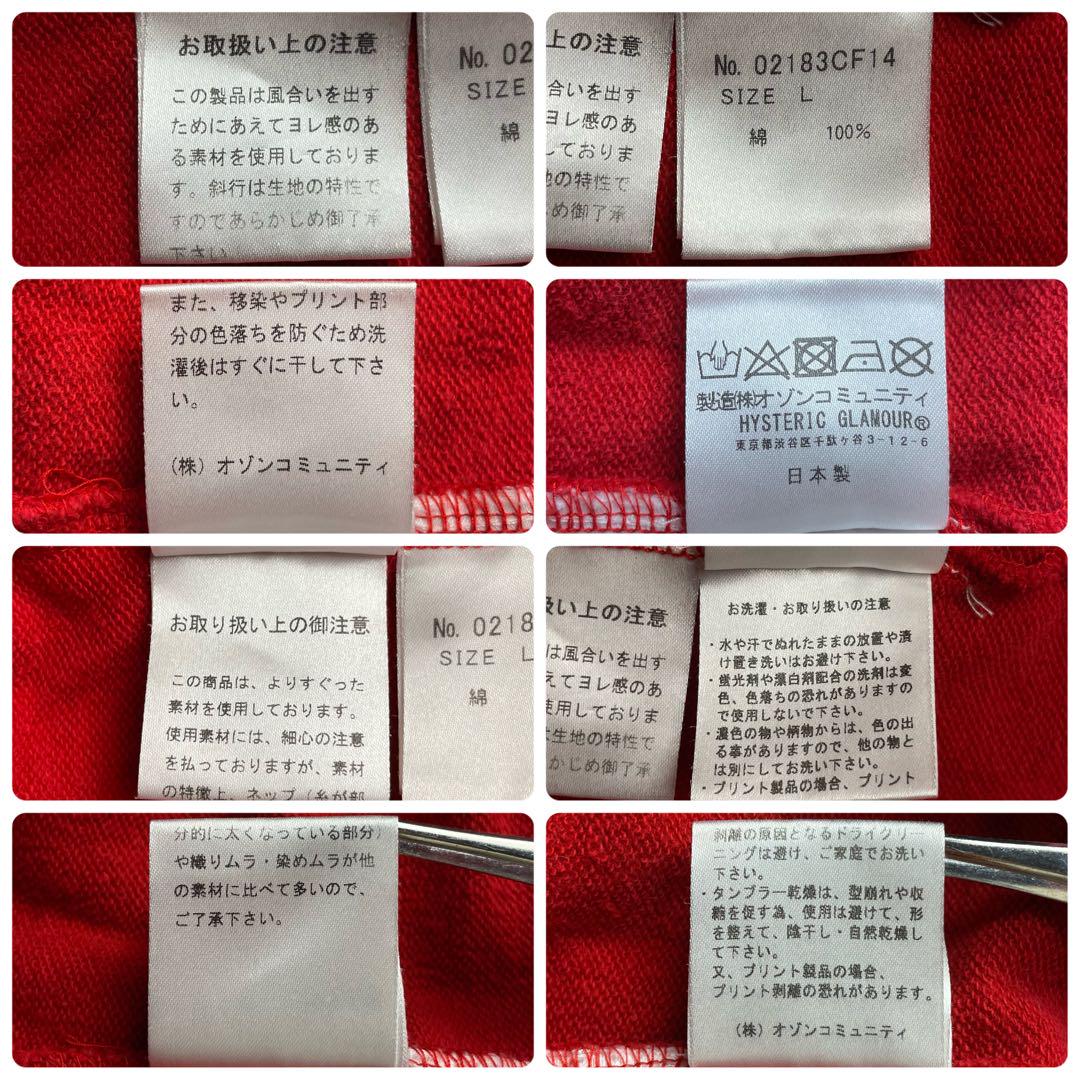 お取扱い上の注意
この製品は風合いを出す
ためにあえてヨレ感のあ
る素材を使用しておりま
す。斜行は生地の特性で
すのであらかじめ御了承
下さい
No. 02
SIZE
綿
上の注意
合いを出す
ヨレ感のあ
ておりま
地の特性で
め御了承
No. 02183CF14
SIZE L
綿 100%
また、移染やプリント部
分の色落ちを防ぐため洗
濯後はすぐに干して下さ
い。
(株) オゾンコミュニティ
製造㈱オゾンコミュニティ
HYSTERIC GLAMOUR®
東京都渋谷区千駄ヶ谷3-12-6
日本製
お取り扱い上の御注意
この商品は、よりすぐった
素材を使用しております。
使用素材には、細心の注意
を払っておりますが、素材
の特徴上、ネップ(糸が部
No. 0218
SIZE L
綿
扱い上の注意
は風合いを出す
えてヨレ感のあ
使用しておりま
は生地の特性で
らかじめ御了承
お洗濯・お取り扱いの注意
・水や汗でぬれたままの放置や漬
け置き洗いはお避け下さい。
・蛍光剤や漂白剤配合の洗剤は変
色、色落ちの恐れがありますの
で使用しないで下さい。
・濃色の物や柄物からは、色の出
る事がありますので、他の物と
は別にしてお洗い下さい。
・プリント製品の場合、プリント
分的に太くなっている部分)
や織りムラ・染めムラが他
の素材に比べて多いので、
ご了承下さい。
剥離の原因となるドライクリー
ニングは避け、ご家庭でお洗い
下さい。
・タンブラー乾燥は、型崩れや収
縮を促す為、使用は避けて、形
を整えて、陰干し・自然乾燥し
て下さい。
又、プリント製品の場合、
プリント剥離の恐れがあります。
(株) オゾンコミュニティ